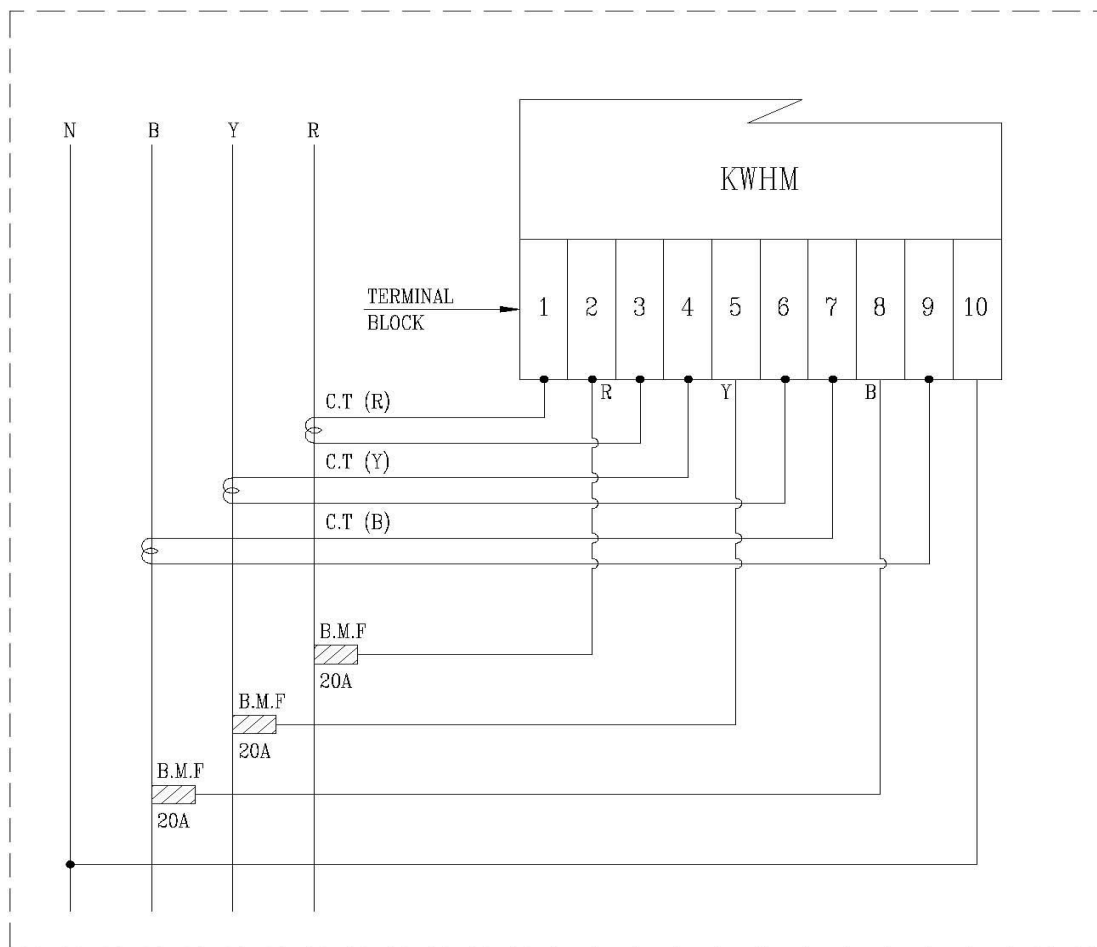 N B Y R
KWHM
TERMINAL
BLOCK
1 2 3 4 5 6 7 8 9 10
R Y B
C.T (R)
C.T (Y)
C.T (B)
B.M.F
20A
B.M.F
20A
B.M.F
20A